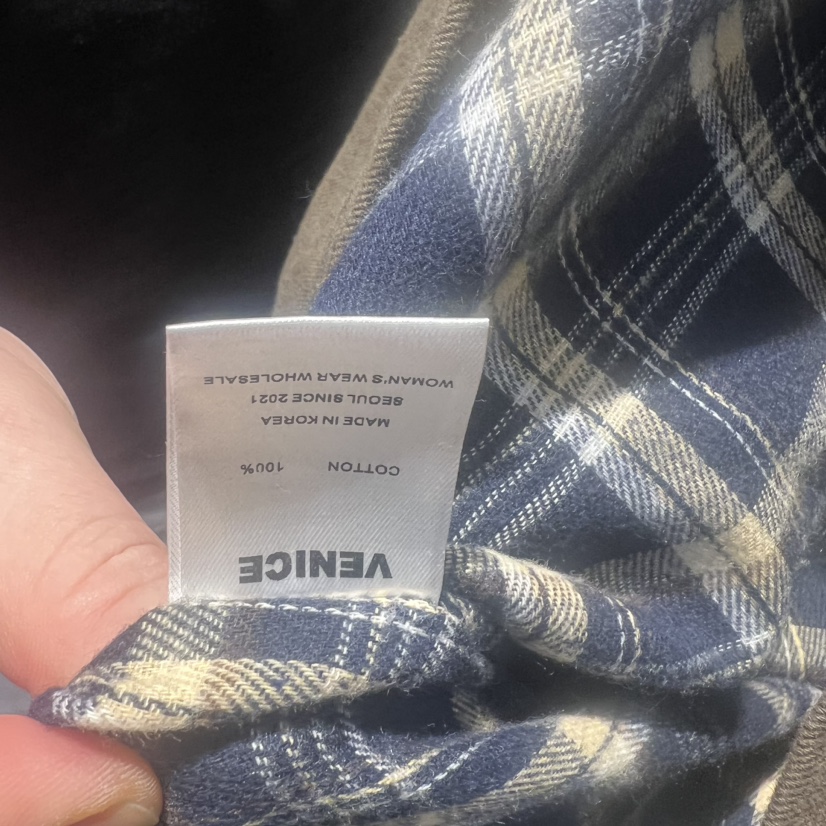 VENICE
COTTON 100%
MADE IN KOREA
SEOUL SINCE 2021
WOMAN'S WEAR WHOLESALE